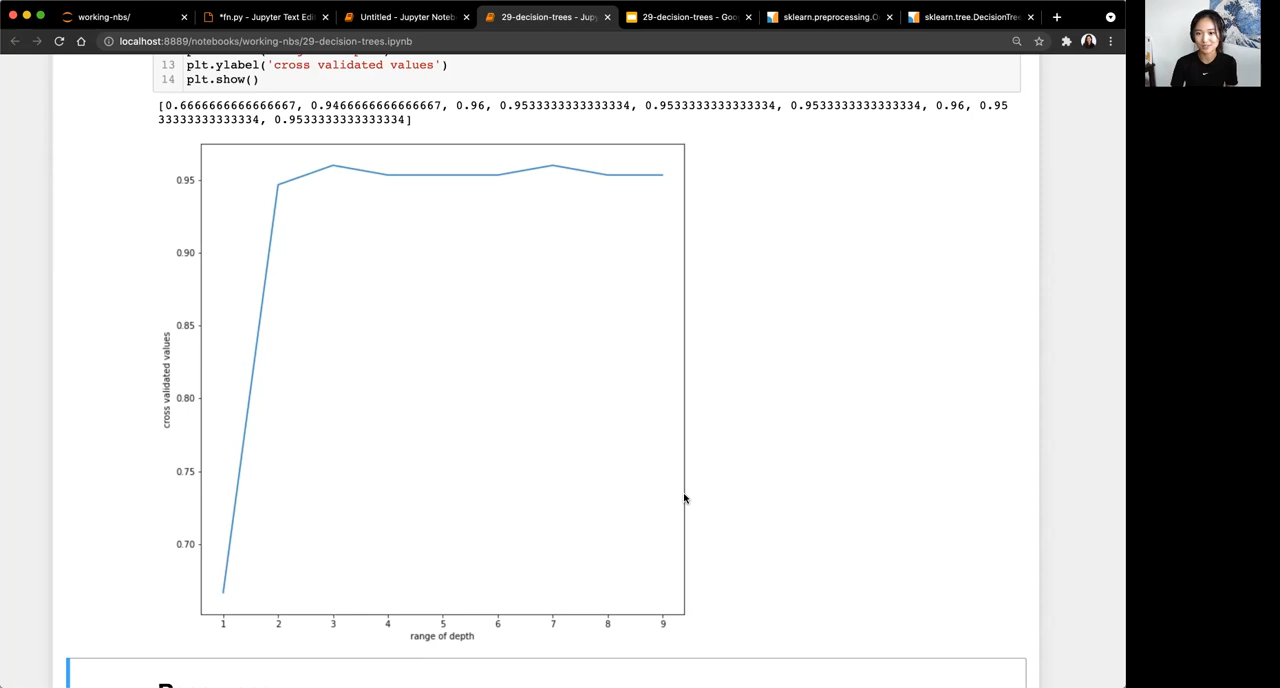 working-nbs/
*fn.py - Jupyter Text Edi
Untitled - Jupyter Noteb
29-decision-trees - Jup
29-decision-trees - Goo
sklearn.preprocessing.O
sklearn.tree.DecisionTre
localhost:8889/notebooks/working-nbs/29-decision-trees.ipynb
13 plt.ylabel('cross validated values')
14 plt.show()
[0.6666666666666667, 0.9466666666666667, 0.96, 0.9533333333333334, 0.9533333333333334, 0.9533333333333334, 0.96, 0.95
33333333333334, 0.9533333333333334]
0.95
0.90
0.85
0.80
0.75
0.70
cross validated values
1 2 3 4 5 6 7 8 9
range of depth